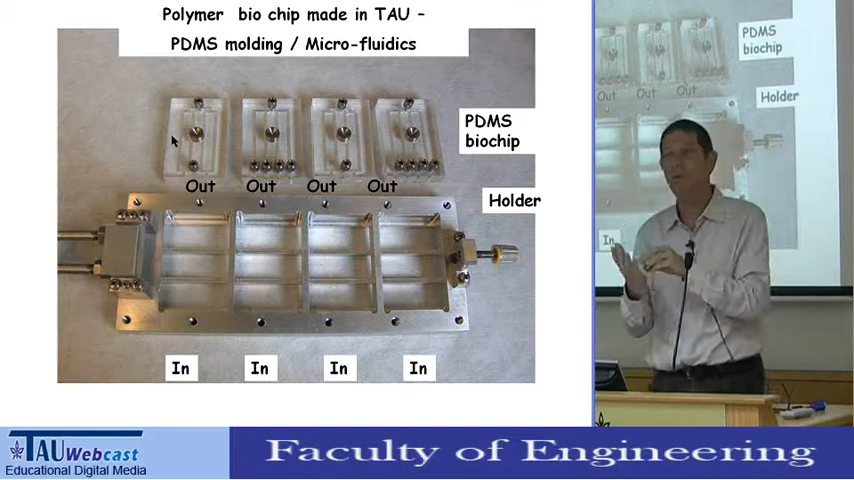 Polymer bio chip made in TAU –
PDMS molding / Micro-fluidics
PDMS
biochip
Out Out Out Out
Holder
In In In In
PDMS
biochip
Out Out Out
Holder
In
TAU Webcast
Educational Digital Media
Faculty of Engineering